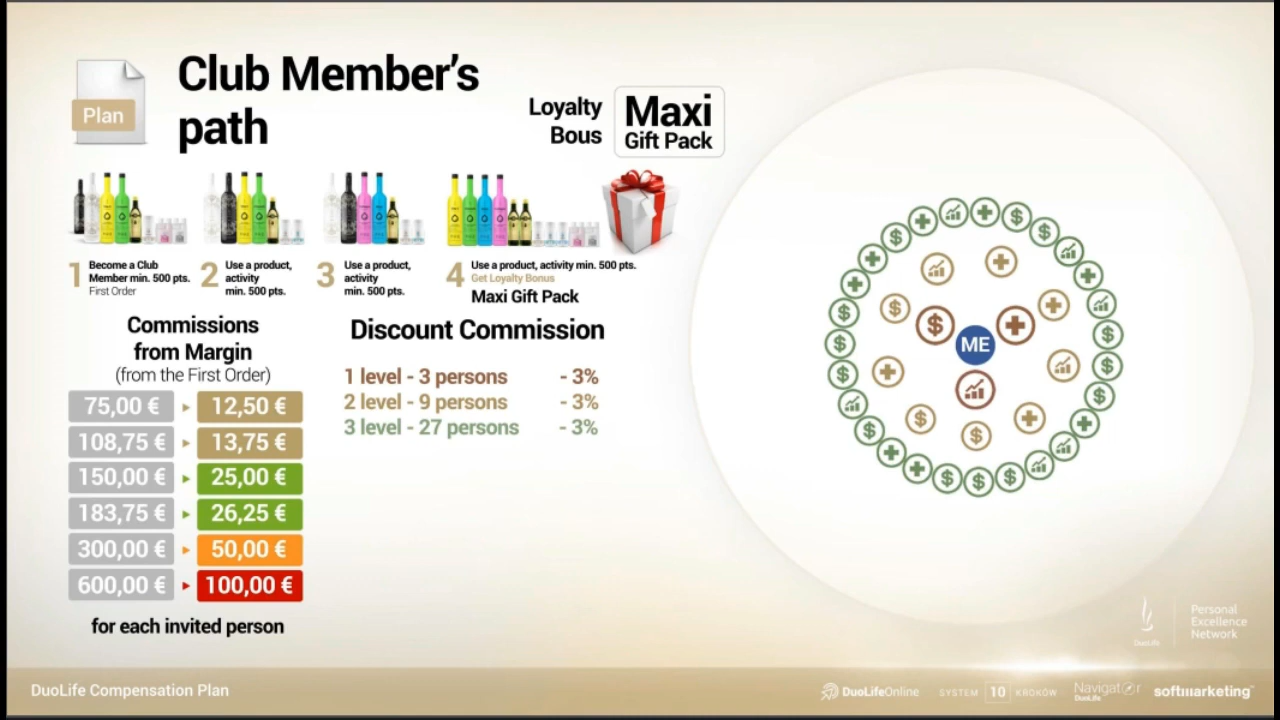 Plan
Club Member's
path
Loyalty
Bous
Maxi
Gift Pack
1
Become a Club
Member min. 500 pts.
First Order
2
Use a product,
activity
min. 500 pts.
3
Use a product,
activity
min. 500 pts.
4
Use a product, activity min. 500 pts.
Get Loyalty Bonus
Maxi Gift Pack
Commissions
from Margin
(from the First Order)
75,00 € 12,50 €
108,75 € 13,75 €
150,00 € 25,00 €
183,75 € 26,25 €
300,00 € 50,00 €
600,00 € 100,00 €
for each invited person
Discount Commission
1 level - 3 persons - 3%
2 level - 9 persons - 3%
3 level - 27 persons - 3%
ME
DuoLife
Personal
Excellence
Network
DuoLife Compensation Plan
DuoLifeOnline
SYSTEM 10 KROKÓW
Navigator
DuoLife
softmarketing